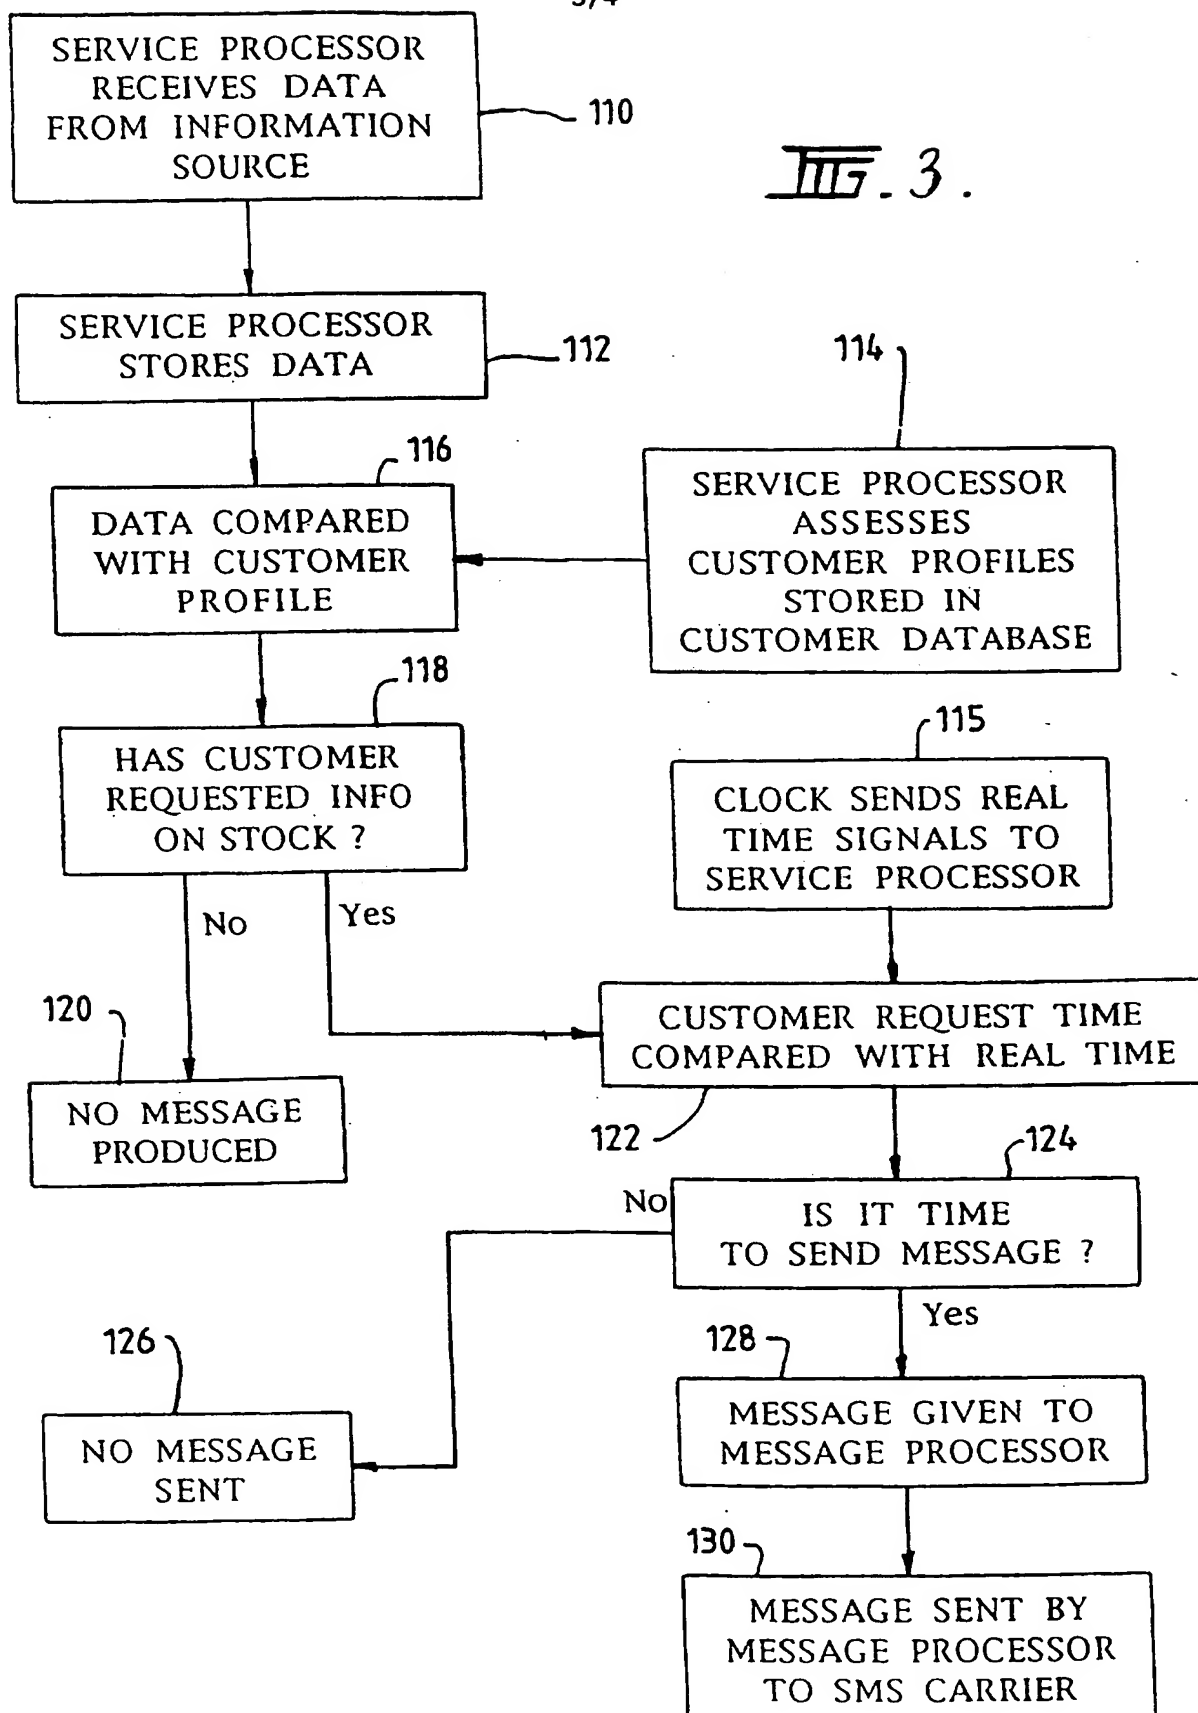 3/4
SERVICE PROCESSOR
RECEIVES DATA
FROM INFORMATION
SOURCE
110
FIG. 3.
SERVICE PROCESSOR
STORES DATA
112
114
116
DATA COMPARED
WITH CUSTOMER
PROFILE
SERVICE PROCESSOR
ASSESSES
CUSTOMER PROFILES
STORED IN
CUSTOMER DATABASE
118
HAS CUSTOMER
REQUESTED INFO
ON STOCK ?
115
CLOCK SENDS REAL
TIME SIGNALS TO
SERVICE PROCESSOR
No
Yes
120
NO MESSAGE
PRODUCED
CUSTOMER REQUEST TIME
COMPARED WITH REAL TIME
122
124
No
IS IT TIME
TO SEND MESSAGE ?
Yes
126
NO MESSAGE
SENT
128
MESSAGE GIVEN TO
MESSAGE PROCESSOR
130
MESSAGE SENT BY
MESSAGE PROCESSOR
TO SMS CARRIER